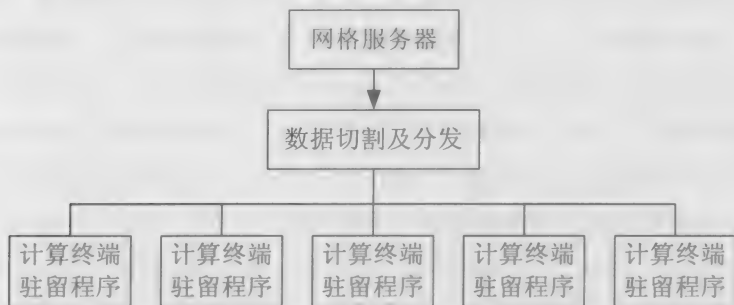 网格服务器
数据切割及分发
计算终端 计算终端 计算终端 计算终端 计算终端
驻留程序 驻留程序 驻留程序 驻留程序 驻留程序